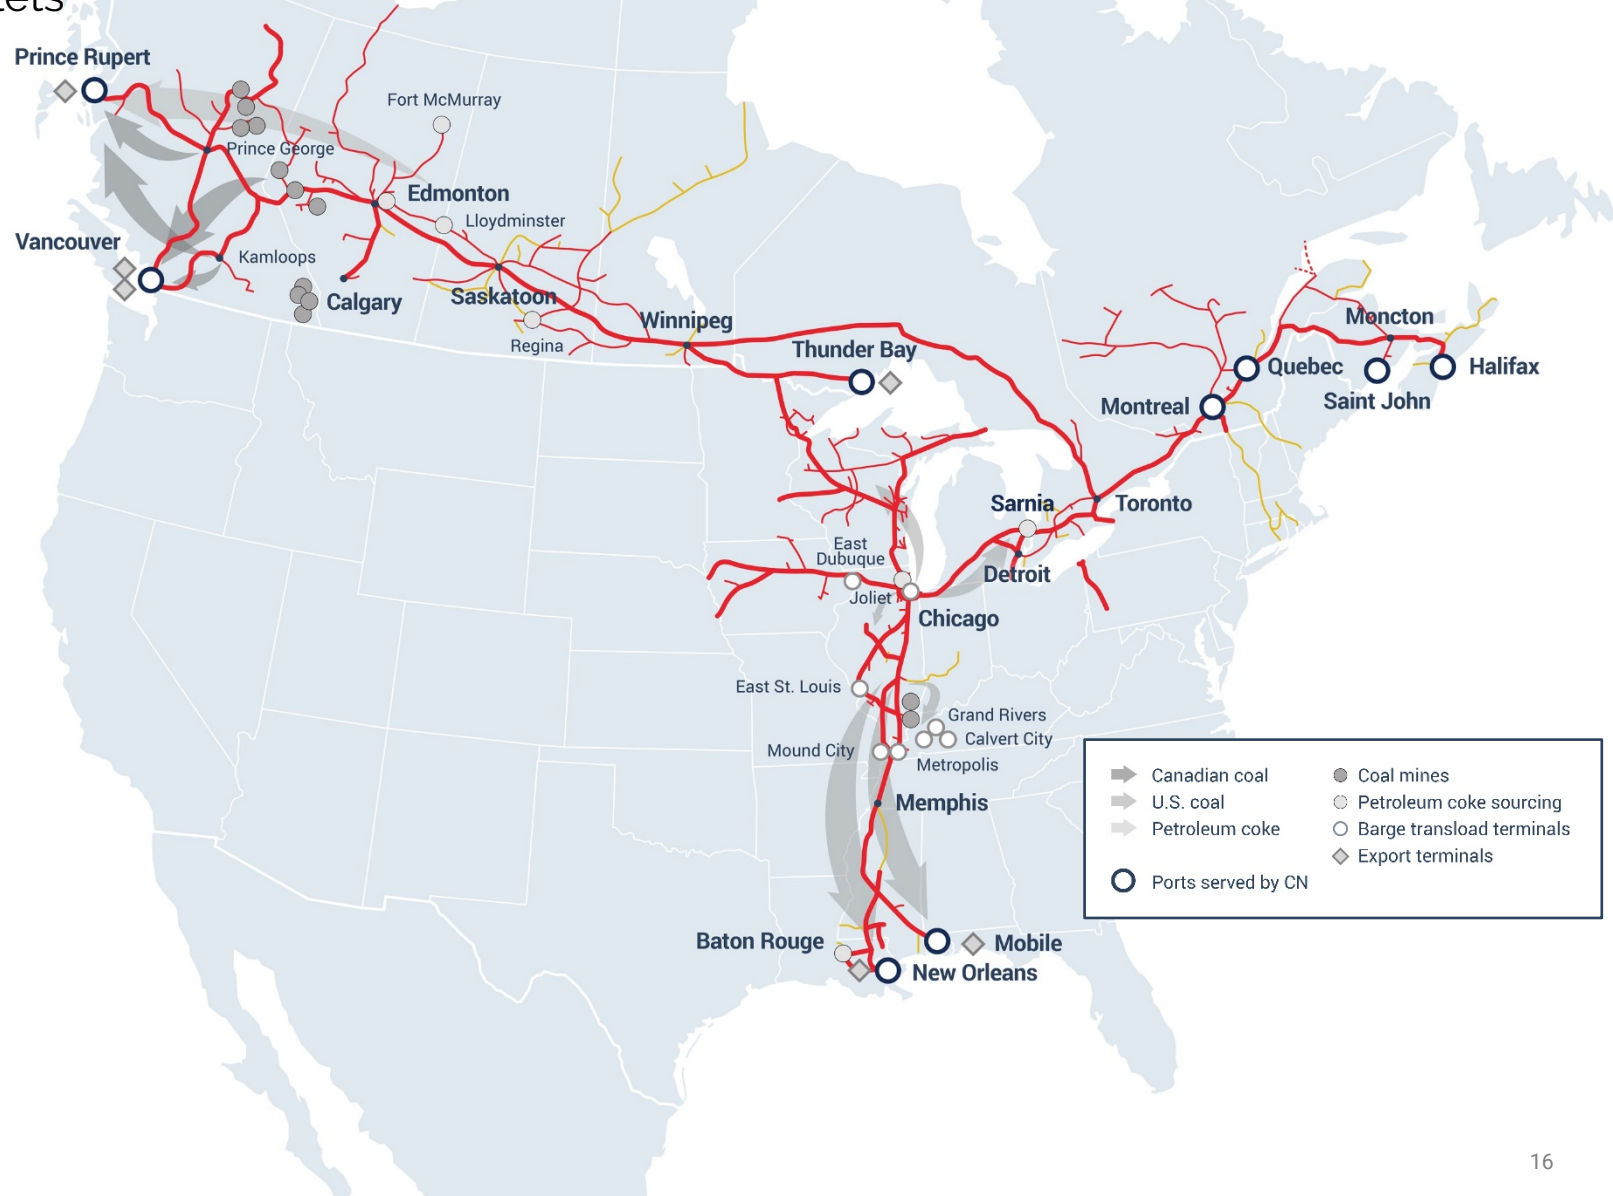 Prince Rupert
Fort McMurray
Prince George
Edmonton
Lloydminster
Vancouver
Kamloops
Calgary
Saskatoon
Regina
Winnipeg
Thunder Bay
Moncton
Quebec
Halifax
Saint John
Montreal
Sarnia
Toronto
East
Dubuque
Detroit
Joliet
Chicago
East St. Louis
Grand Rivers
Calvert City
Mound City
Metropolis
Memphis
Baton Rouge
Mobile
New Orleans
Canadian coal
U.S. coal
Petroleum coke
Ports served by CN
Coal mines
Petroleum coke sourcing
Barge transload terminals
Export terminals
16